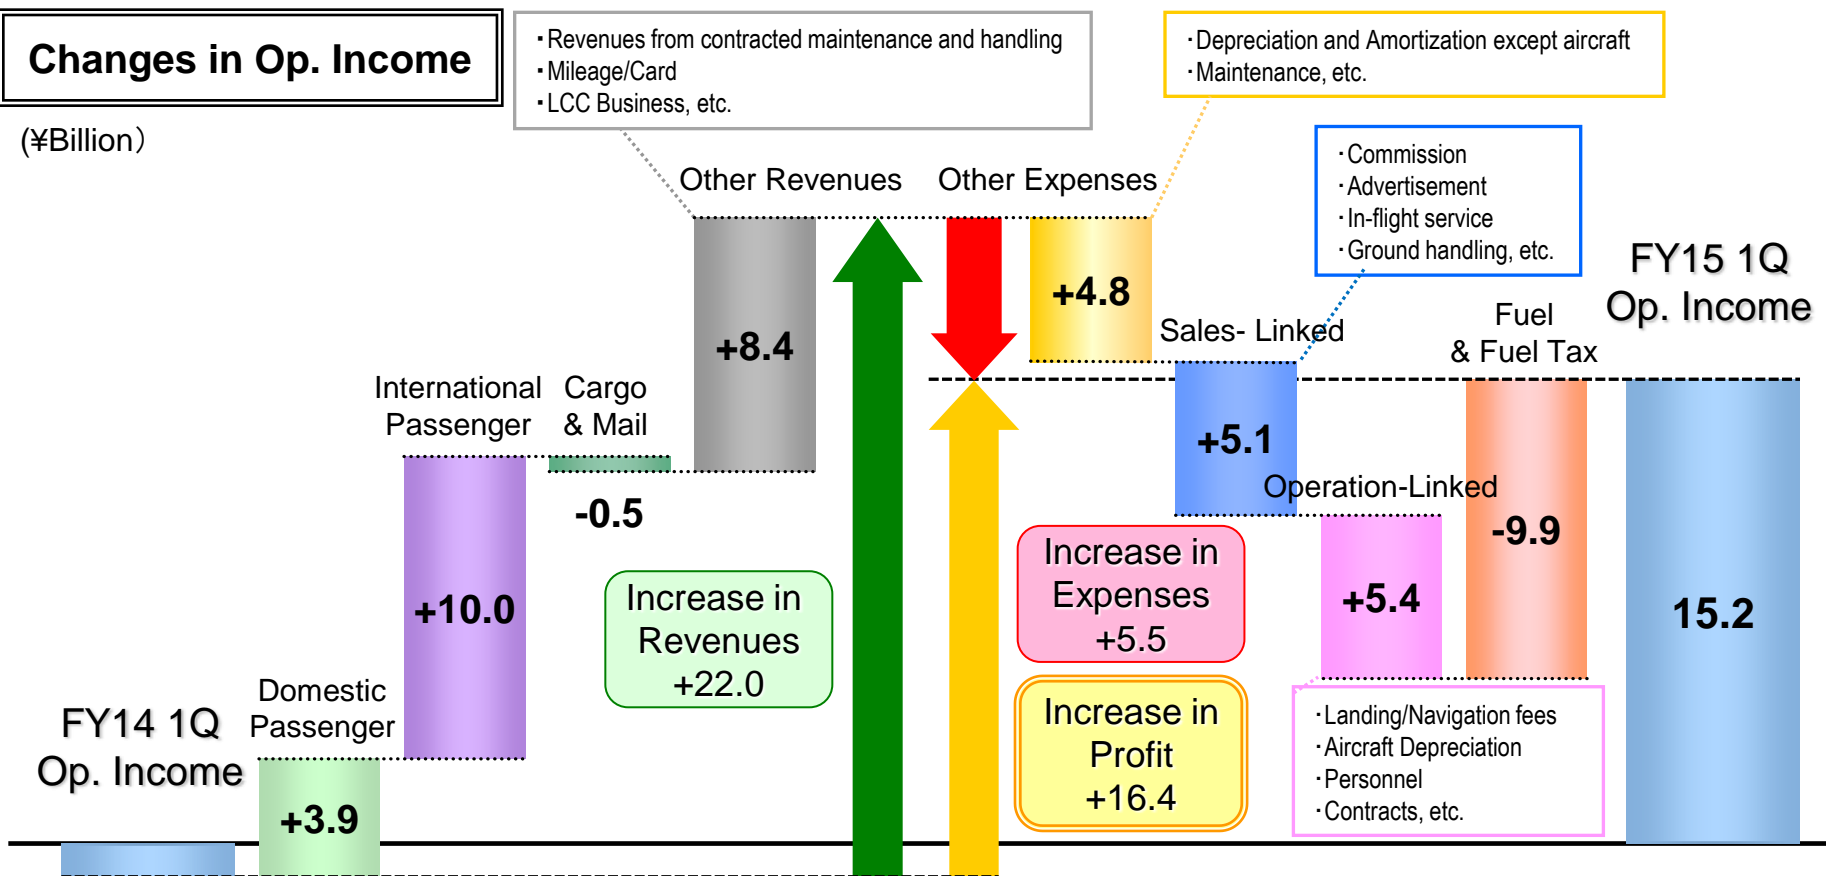 Changes in Op. Income
(¥Billion）
・Revenues from contracted maintenance and handling
・Mileage/Card
・LCC Business, etc.
・Depreciation and Amortization except aircraft
・Maintenance, etc.
・Commission
・Advertisement
・In-flight service
・Ground handling, etc.
FY14 1Q
Op. Income
Domestic
Passenger
+3.9
International
Passenger
+10.0
Cargo
& Mail
-0.5
Other Revenues
+8.4
Increase in
Revenues
+22.0
Other Expenses
+4.8
Increase in
Expenses
+5.5
Increase in
Profit
+16.4
Sales- Linked
+5.1
Operation-Linked
+5.4
・Landing/Navigation fees
・Aircraft Depreciation
・Personnel
・Contracts, etc.
Fuel
& Fuel Tax
-9.9
FY15 1Q
Op. Income
15.2